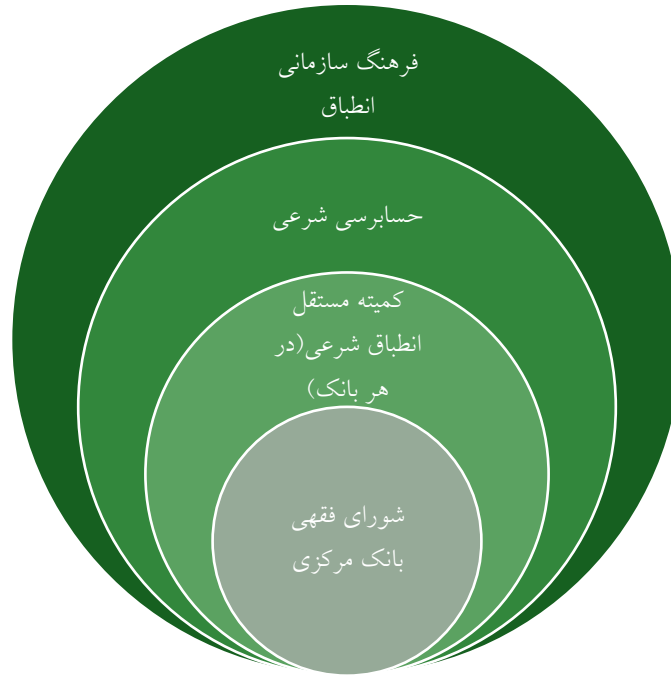 فرهنگ سازمانی
انطباق
حسابرسی شرعی
کمیته مستقل
انطباق شرعی(در
هر بانک)
شورای فقهی
بانک مرکزی